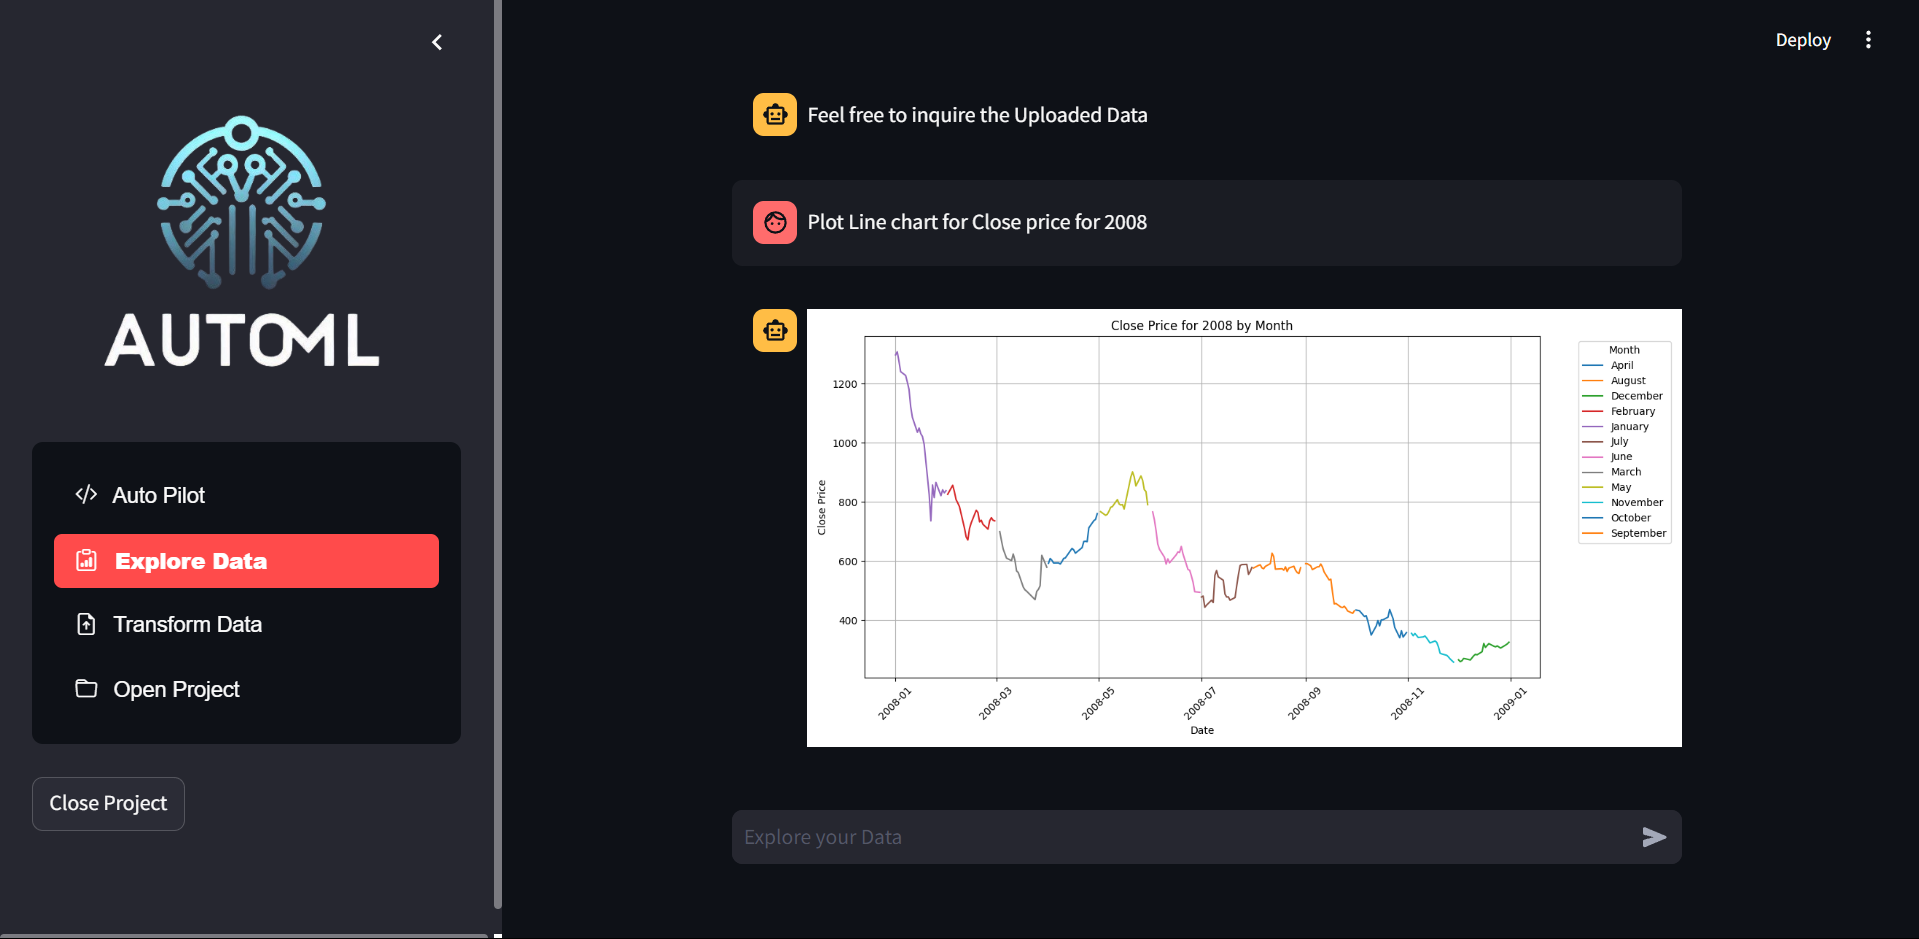 AUTOML
Auto Pilot
Explore Data
Transform Data
Open Project
Close Project
Deploy
Feel free to inquire the Uploaded Data
Plot Line chart for Close price for 2008
Close Price for 2008 by Month
Close Price
1200
1000
800
600
400
2008-01
2008-03
2008-05
2008-07
2008-09
2008-11
2009-01
Date
Month
April
August
December
February
January
July
June
March
May
November
October
September
Explore your Data